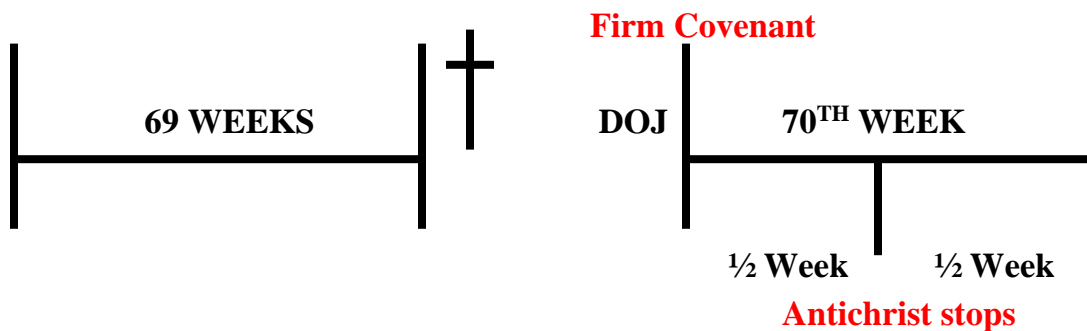 Firm Covenant
69 WEEKS
DOJ
70TH WEEK
½ Week
½ Week
Antichrist stops